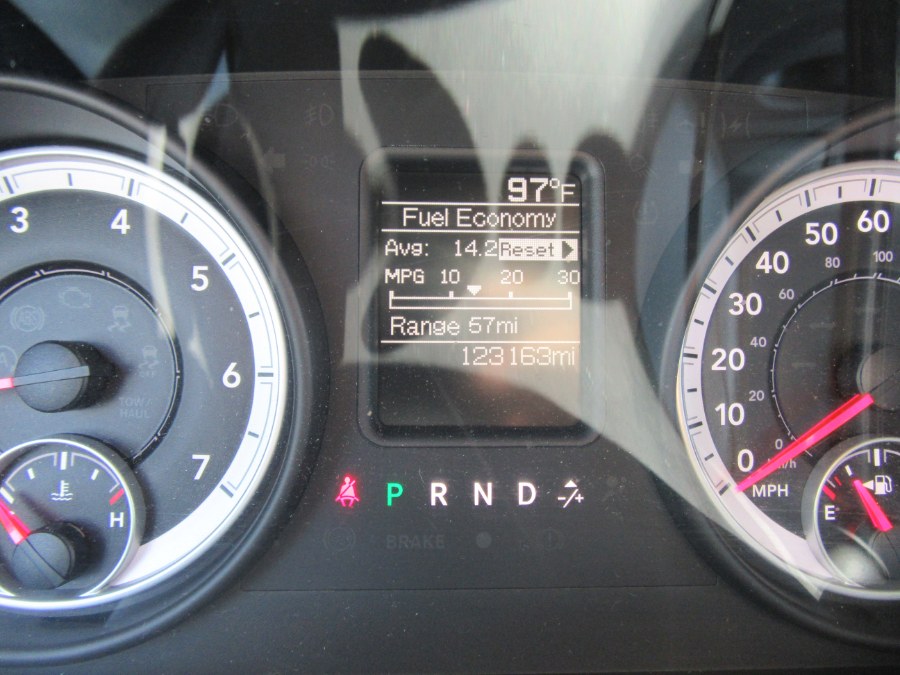 97°F
Fuel Economy
Avg: 14.2 Reset
MPG 10 20 30
Range 57mi
123163mi
3 4 5 6 7
TOW/
HAUL
H
P R N D -/+
BRAKE
0 10 20 30 40 50 60
0 20 40 60 80 100
km/h
MPH
E